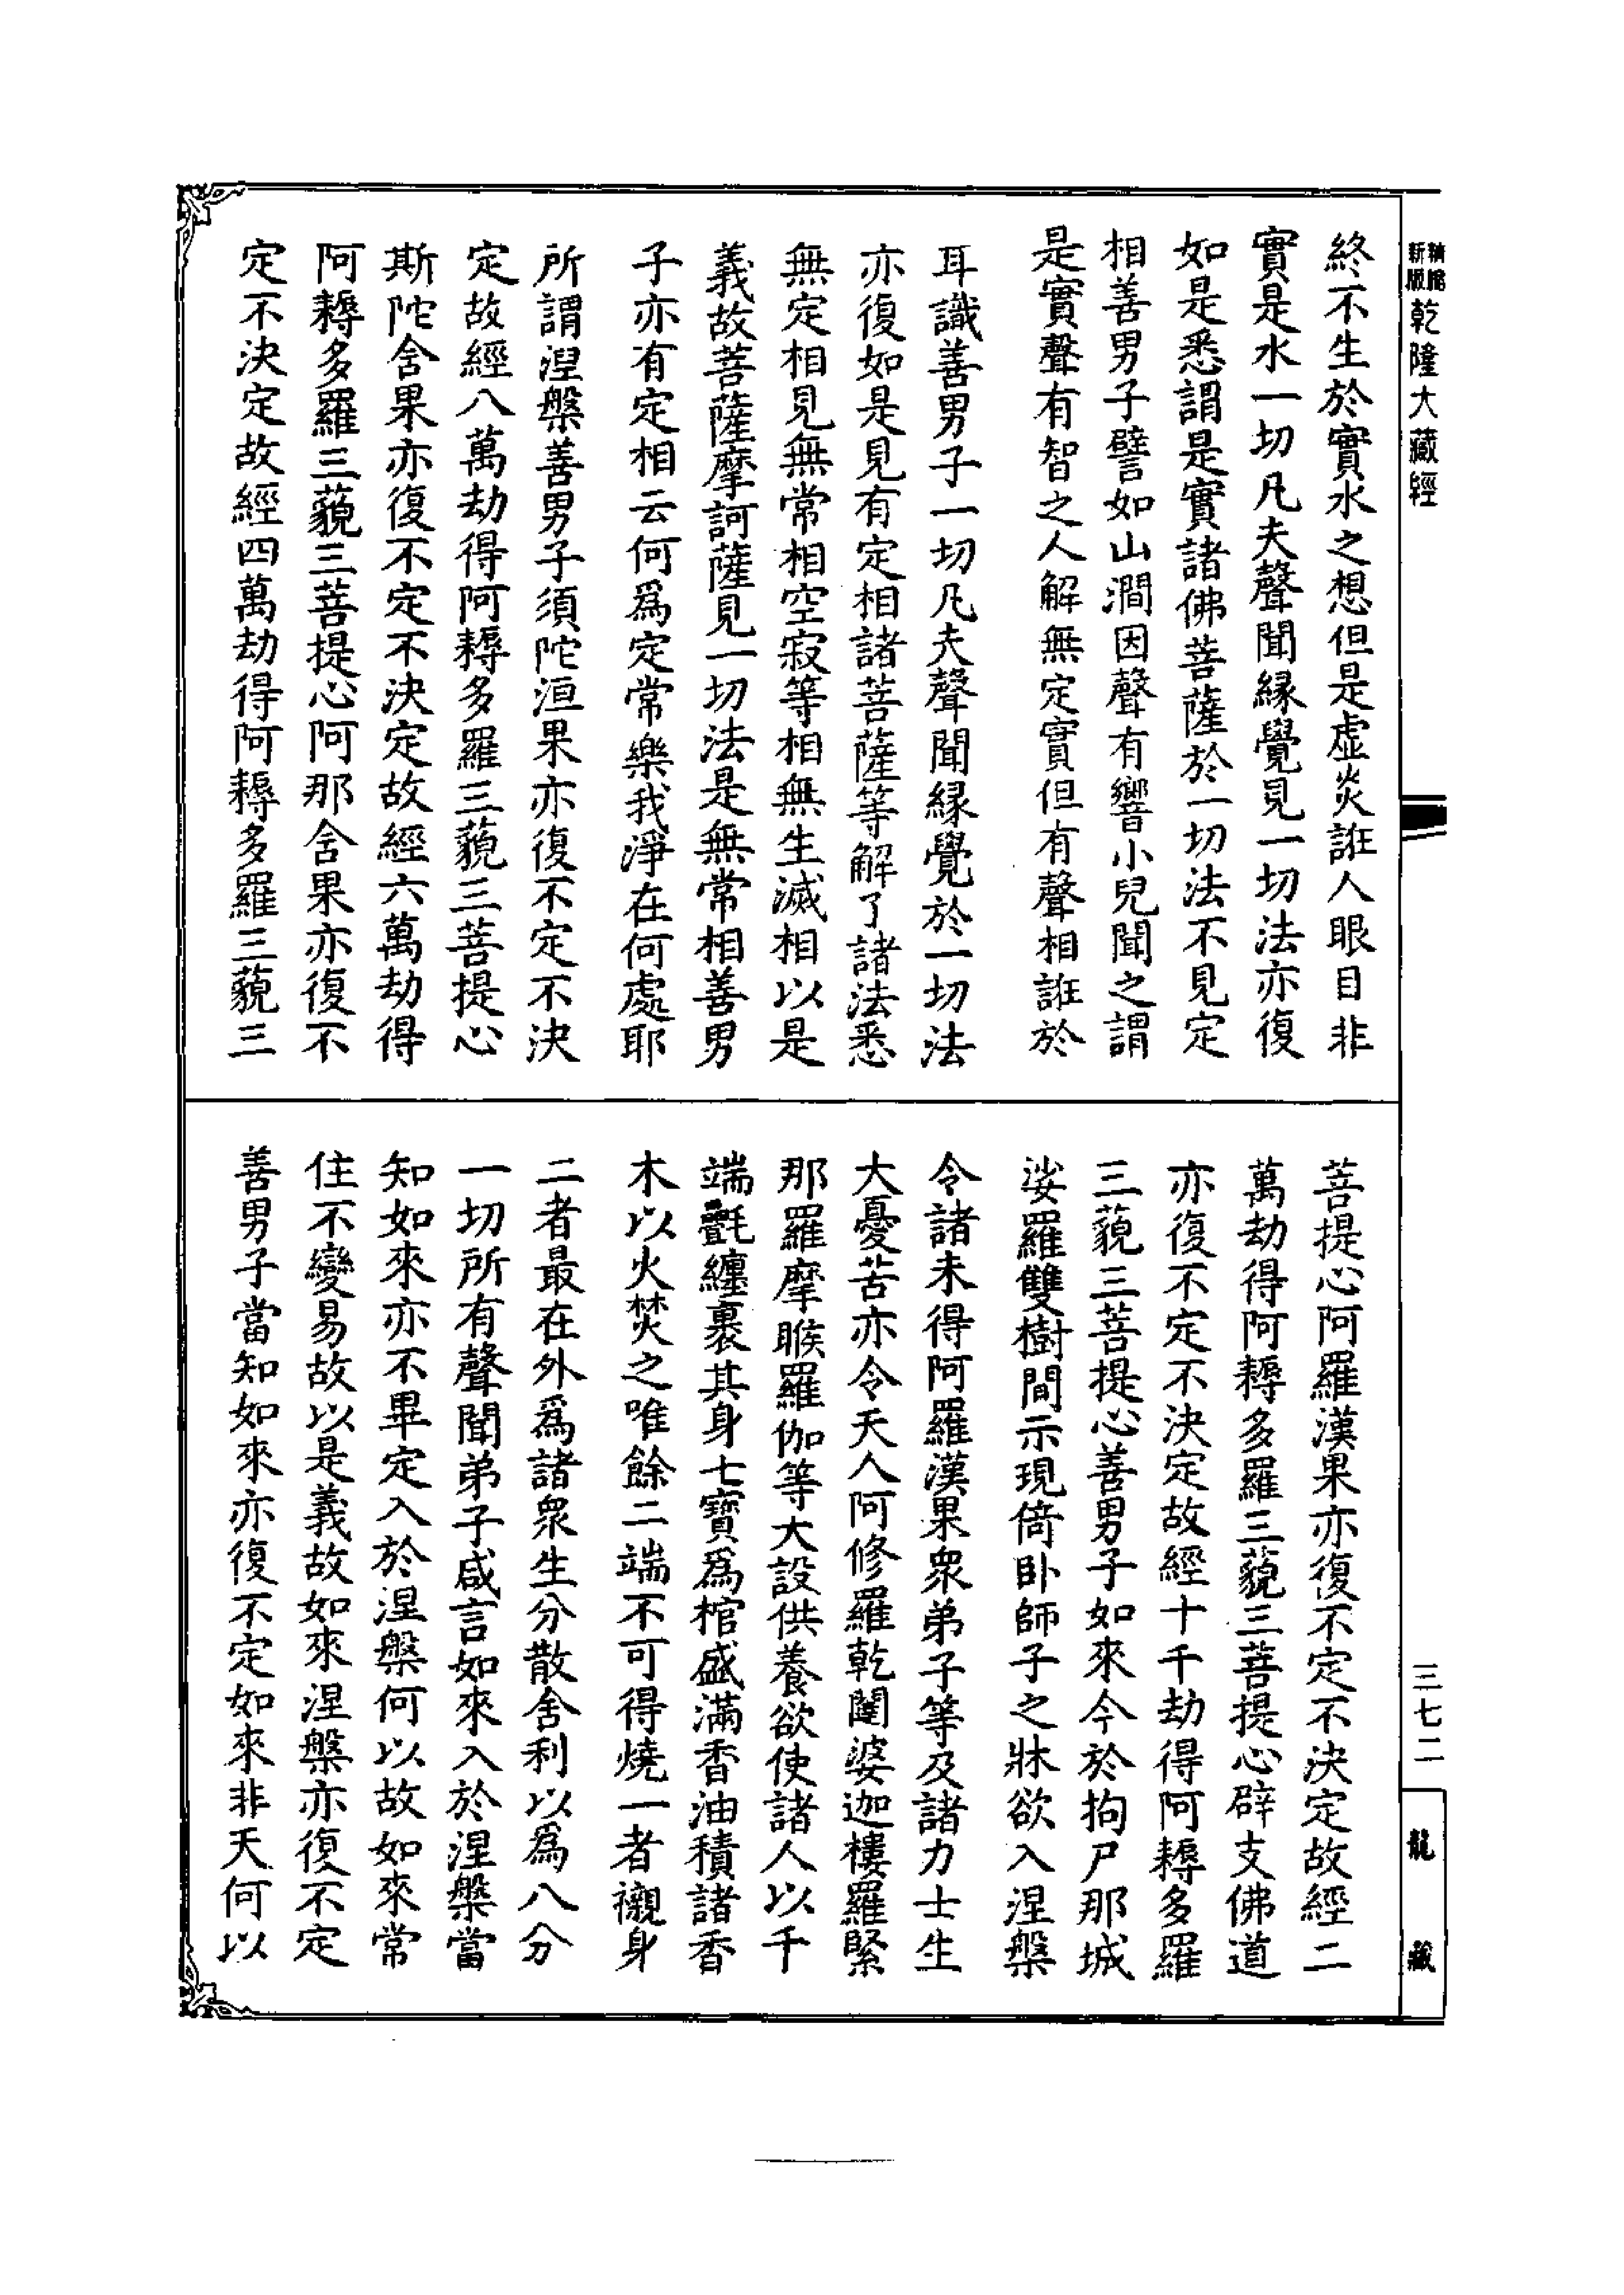 新版
精縮
乾隆大藏經
三七二
龍
藏
終不生於實水之想但是虛炎誑人眼目非
實是水一切凡夫聲聞緣覺見一切法亦復
如是悉謂是實諸佛菩薩於一切法不見定
相善男子譬如山澗因聲有響小兒聞之謂
是實聲有智之人解無定實但有聲相誑於
耳識善男子一切凡夫聲聞緣覺於一切法
亦復如是見有定相諸菩薩等解了諸法悉
無定相見無常相空寂等相無生滅相以是
義故菩薩摩訶薩見一切法是無常相善男
子亦有定相云何爲定常樂我淨在何處耶
所謂涅槃善男子須陀洹果亦復不定不決
定故經八萬劫得阿耨多羅三藐三菩提心
斯陀含果亦復不定不決定故經六萬劫得
阿耨多羅三藐三菩提心阿那含果亦復不
定不決定故經四萬劫得阿耨多羅三藐三
菩提心阿羅漢果亦復不定不決定故經二
萬劫得阿耨多羅三藐三菩提心辟支佛道
亦復不定不決定故經十千劫得阿耨多羅
三藐三菩提心善男子如來今於拘尸那城
娑羅雙樹間示現倚臥師子之牀欲入涅槃
令諸未得阿羅漢果眾弟子等及諸力士生
大憂苦亦令天人阿修羅乾闥婆迦樓羅緊
那羅摩睺羅伽等大設供養欲使諸人以千
端氎纏裹其身七寶爲棺盛滿香油積諸香
木以火焚之唯餘二端不可得燒一者襯身
二者最在外爲諸眾生分散舍利以爲八分
一切所有聲聞弟子咸言如來入於涅槃當
知如來亦不畢定入於涅槃何以故如來常
住不變易故以是義故如來涅槃亦復不定
善男子當知如來亦復不定如來非天何以